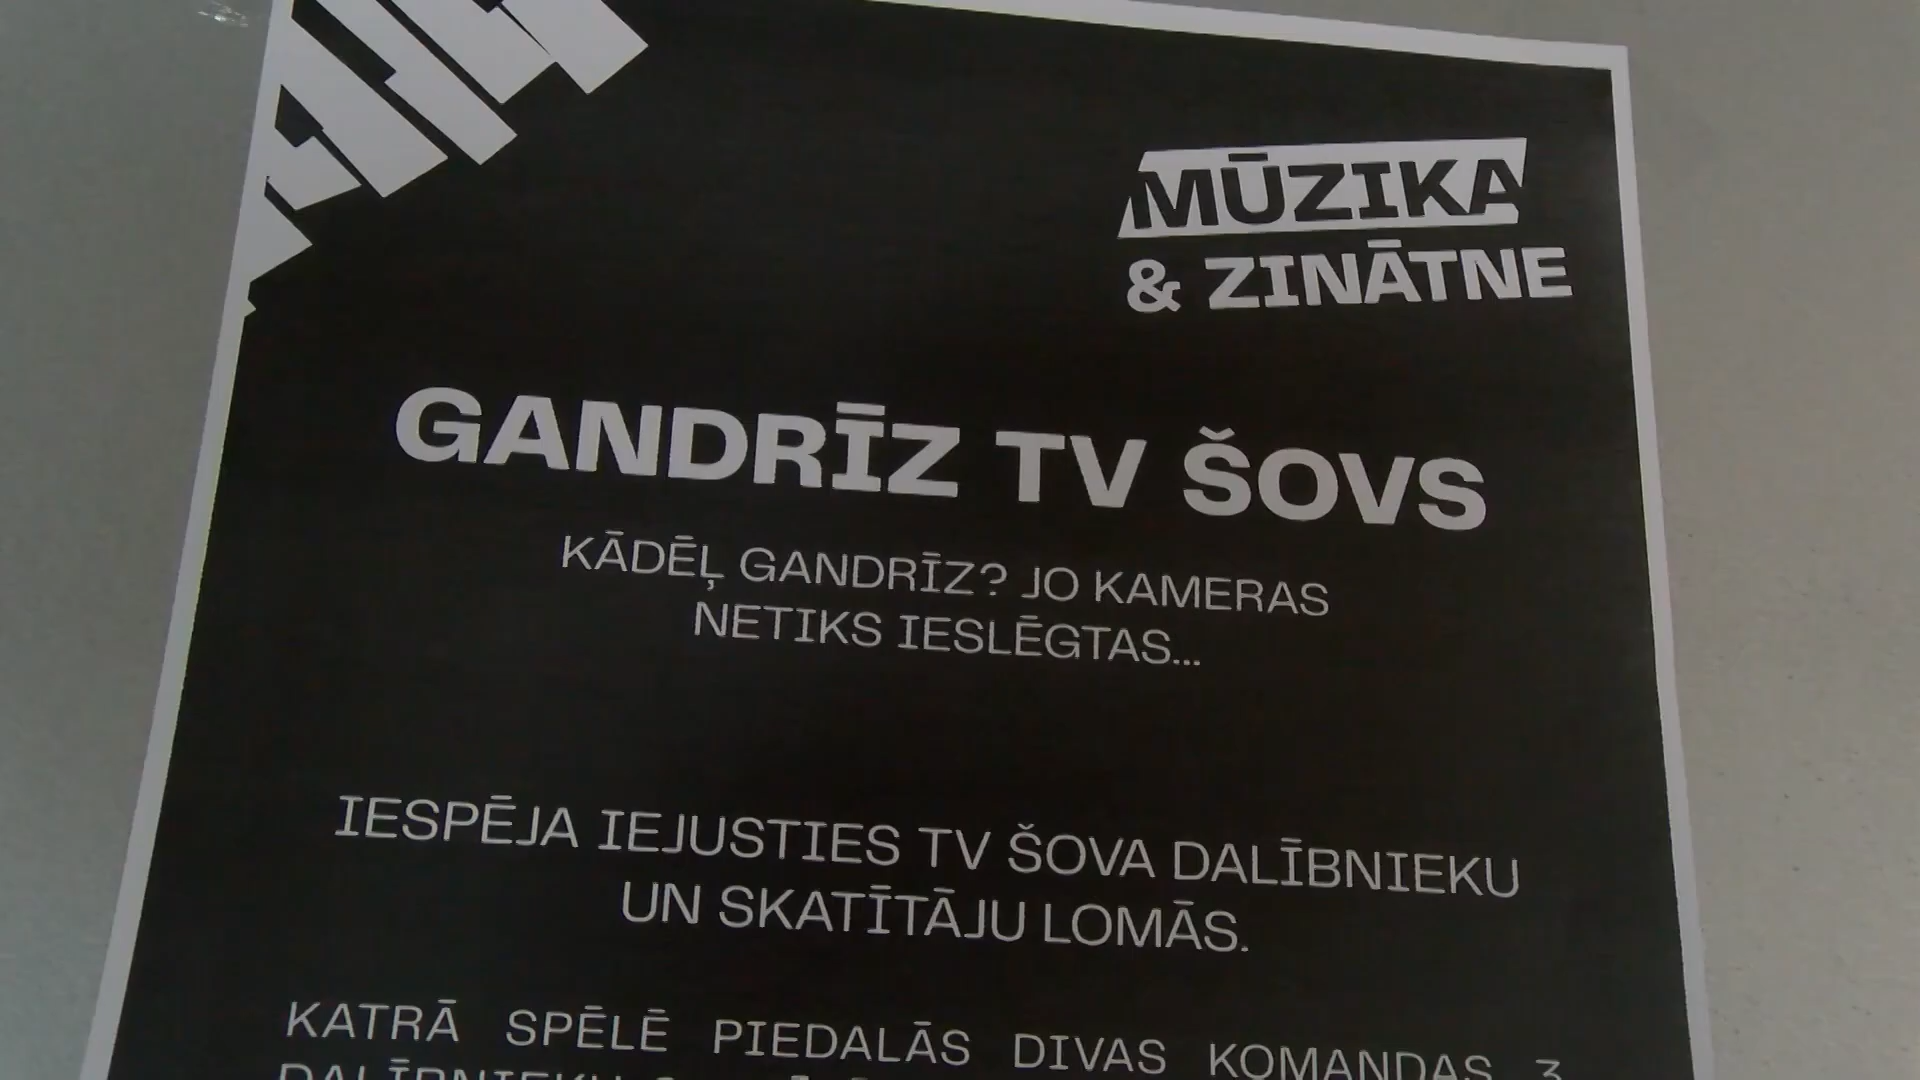 MŪZIKA
& ZINĀTNE
GANDRĪZ TV ŠOVS
KĀDĒĻ GANDRĪZ? JO KAMERAS
NETIKS IESLĒGTAS...
IESPĒJA IEJUSTIES TV ŠOVA DALĪBNIEKU
UN SKATĪTĀJU LOMĀS.
KATRĀ SPĒLĒ PIEDALĀS DIVAS KOMANDAS 3